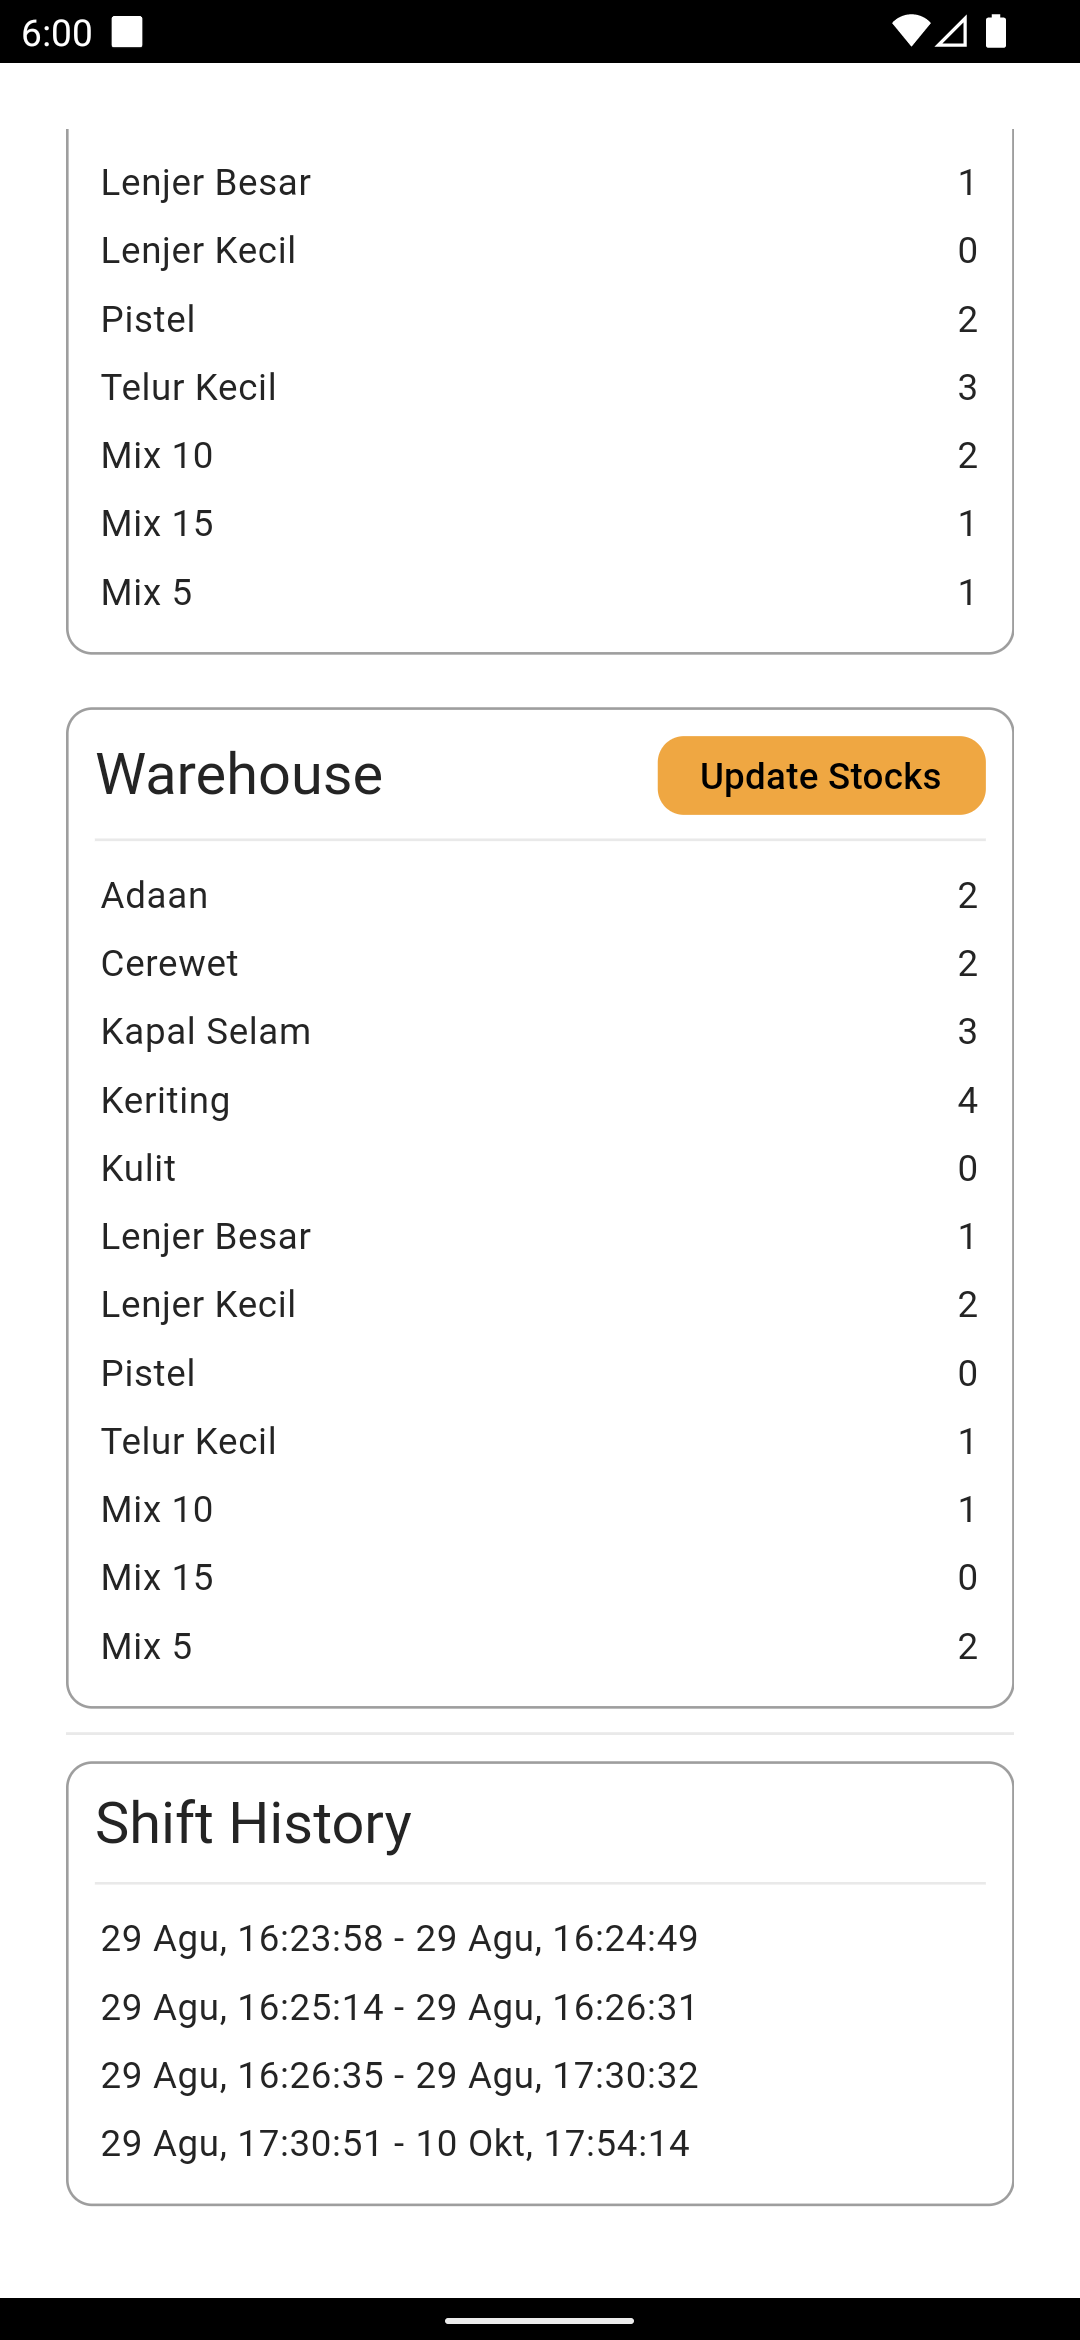 6:00
Lenjer Besar 1
Lenjer Kecil 0
Pistel 2
Telur Kecil 3
Mix 10 2
Mix 15 1
Mix 5 1
Warehouse Update Stocks
Adaan 2
Cerewet 2
Kapal Selam 3
Keriting 4
Kulit 0
Lenjer Besar 1
Lenjer Kecil 2
Pistel 0
Telur Kecil 1
Mix 10 1
Mix 15 0
Mix 5 2
Shift History
29 Agu, 16:23:58 - 29 Agu, 16:24:49
29 Agu, 16:25:14 - 29 Agu, 16:26:31
29 Agu, 16:26:35 - 29 Agu, 17:30:32
29 Agu, 17:30:51 - 10 Okt, 17:54:14